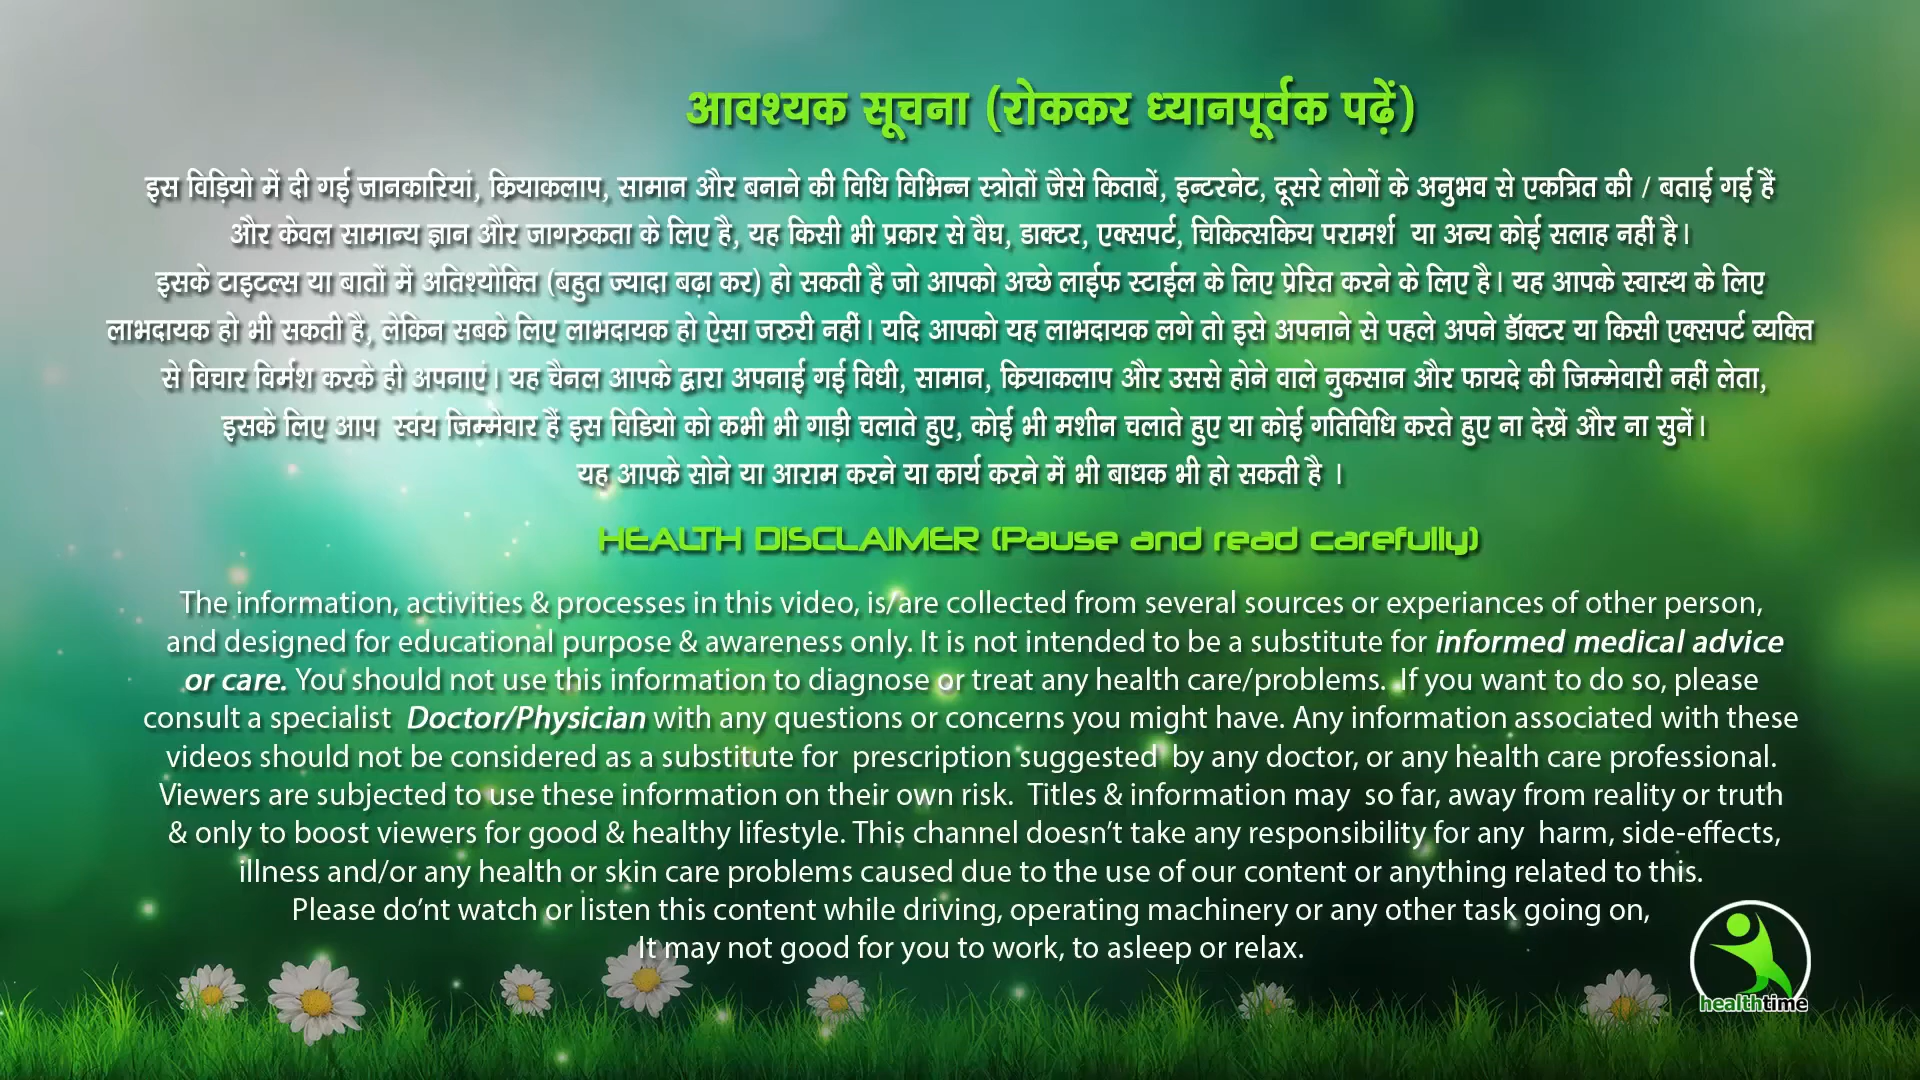 आवश्यक सूचना (रोककर ध्यानपूर्वक पढ़ें)
इस विड़ियो में दी गई जानकारियां, क्रियाकलाप, सामान और बनाने की विधि विभिन्न स्त्रोतों जैसे किताबें, इन्टरनेट, दूसरे लोगों के अनुभव से एकत्रित की / बताई गई हैं
और केवल सामान्य ज्ञान और जागरुकता के लिए है, यह किसी भी प्रकार से वैघ, डाक्टर, एक्सपर्ट, चिकित्सकिय परामर्श या अन्य कोई सलाह नहीं है।
इसके टाइटल्स या बातों में अतिश्योक्ति (बहुत ज्यादा बढ़ा कर) हो सकती है जो आपको अच्छे लाईफ स्टाईल के लिए प्रेरित करने के लिए है। यह आपके स्वास्थ के लिए
लाभदायक हो भी सकती है, लेकिन सबके लिए लाभदायक हो ऐसा जरुरी नहीं। यदि आपको यह लाभदायक लगे तो इसे अपनाने से पहले अपने डॉक्टर या किसी एक्सपर्ट व्यक्ति
से विचार विर्मश करके ही अपनाएं। यह चैनल आपके द्वारा अपनाई गई विधी, सामान, क्रियाकलाप और उससे होने वाले नुकसान और फायदे की जिम्मेवारी नहीं लेता,
इसके लिए आप स्वंय जिम्मेवार हैं इस विडियो को कभी भी गाड़ी चलाते हुए, कोई भी मशीन चलाते हुए या कोई गतिविधि करते हुए ना देखें और ना सुनें।
यह आपके सोने या आराम करने या कार्य करने में भी बाधक भी हो सकती है ।
HEALTH DISCLAIMER (Pause and read carefully)
The information, activities & processes in this video, is/are collected from several sources or experiances of other person,
and designed for educational purpose & awareness only. It is not intended to be a substitute for informed medical advice
or care. You should not use this information to diagnose or treat any health care/problems. If you want to do so, please
consult a specialist Doctor/Physician with any questions or concerns you might have. Any information associated with these
videos should not be considered as a substitute for prescription suggested by any doctor, or any health care professional.
Viewers are subjected to use these information on their own risk. Titles & information may so far, away from reality or truth
& only to boost viewers for good & healthy lifestyle. This channel doesn't take any responsibility for any harm, side-effects,
illness and/or any health or skin care problems caused due to the use of our content or anything related to this.
Please do'nt watch or listen this content while driving, operating machinery or any other task going on,
It may not good for you to work, to asleep or relax.
healthtime